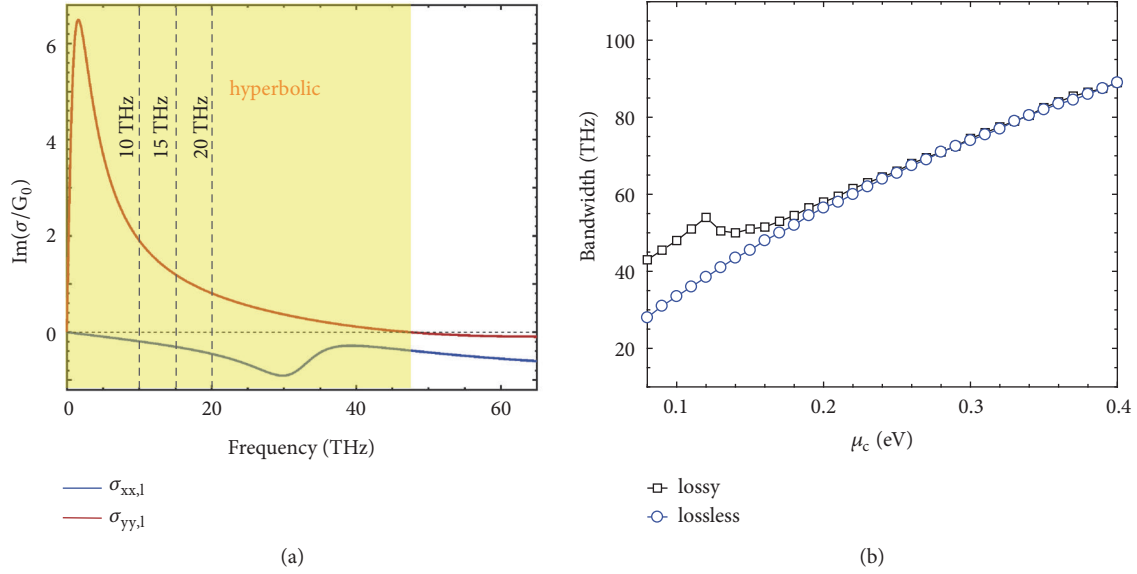 6
4
2
0
Im(σ/G₀)
10 THz
15 THz
20 THz
hyperbolic
0
20
40
60
Frequency (THz)
σxx,l
σyy,l
(a)
100
80
60
40
20
Bandwidth (THz)
0.1
0.2
0.3
0.4
μc (eV)
lossy
lossless
(b)